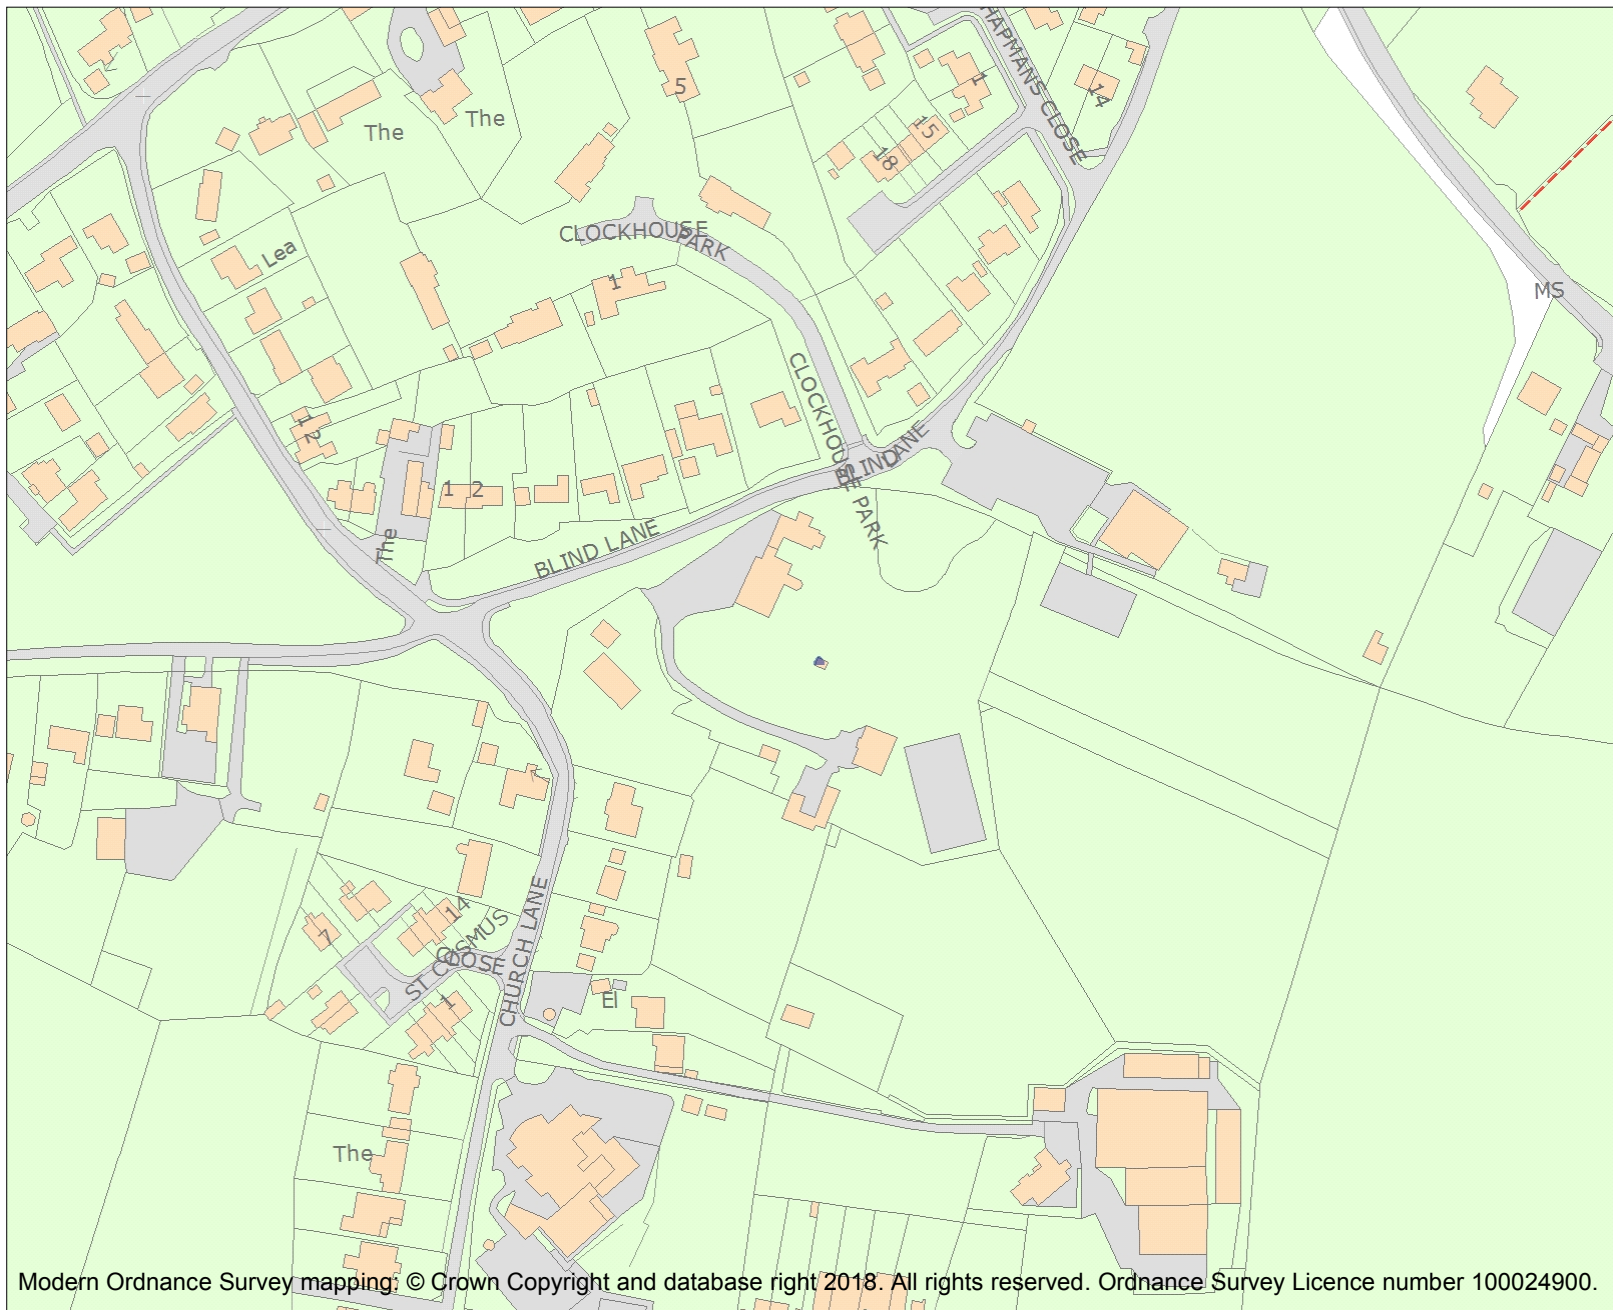 CHAPMANS CLOSE
5
1
14
The
The
15
18
CLOCKHOUSE
PARK
Lea
1
MS
CLOCKHOUSE PARK
1 2
BLIND LANE
1 2
The
BLIND LANE
14
7
ST COSMUS
CLOSE
CHURCH LANE
1
El
The
Modern Ordnance Survey mapping: © Crown Copyright and database right 2018. All rights reserved. Ordnance Survey Licence number 100024900.